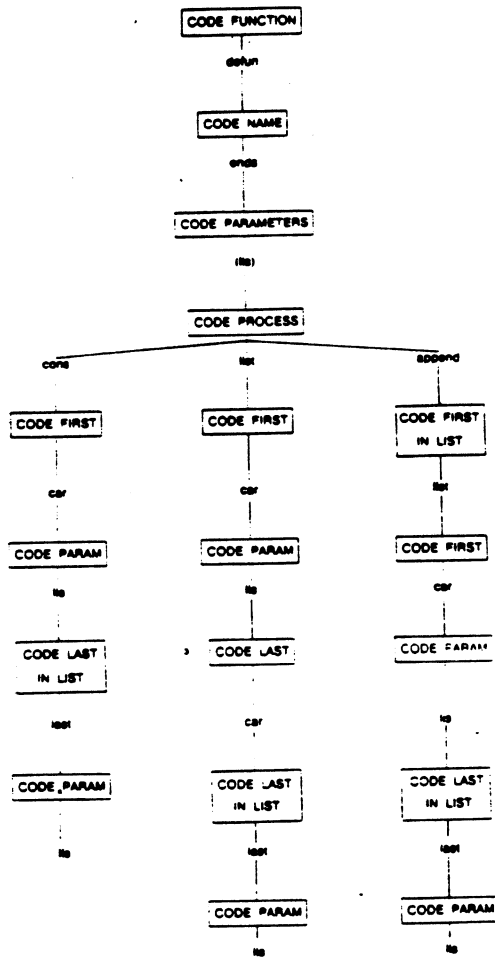 CODE FUNCTION
defun
CODE NAME
ends
CODE PARAMETERS
(lis)
CODE PROCESS
cons
list
append
CODE FIRST
CODE FIRST
CODE FIRST
IN LIST
list
car
car
CODE FIRST
CODE PARAM
CODE PARAM
car
lis
lis
CODE LAST
IN LIST
CODE LAST
CODE PARAM
last
car
lis
CODE PARAM
CODE LAST
IN LIST
CODE LAST
IN LIST
lis
last
last
CODE PARAM
CODE PARAM
lis
lis